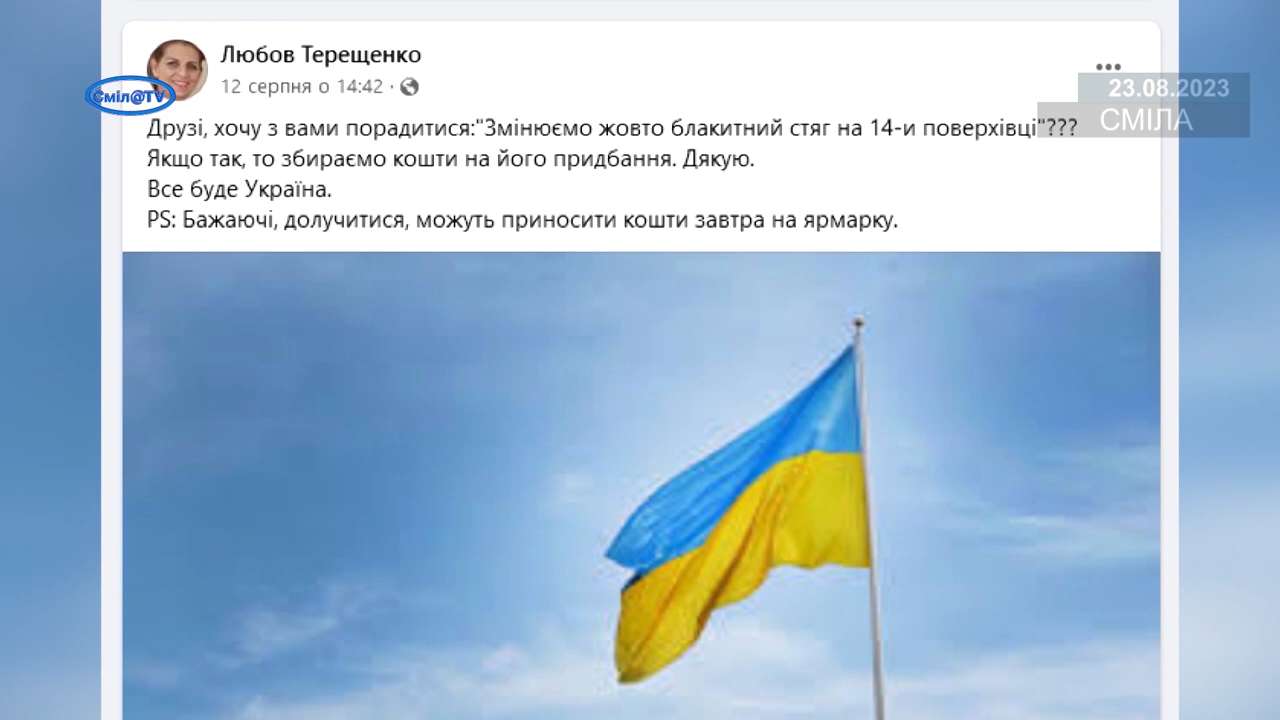 Любов Терещенко
12 серпня о 14:42 ·
Сміл@TV
23.08.2023
СМІЛА
Друзі, хочу з вами порадитися:"Змінюємо жовто блакитний стяг на 14-и поверхівці"???
Якщо так, то збираємо кошти на його придбання. Дякую.
Все буде Україна.
PS: Бажаючі, долучитися, можуть приносити кошти завтра на ярмарку.